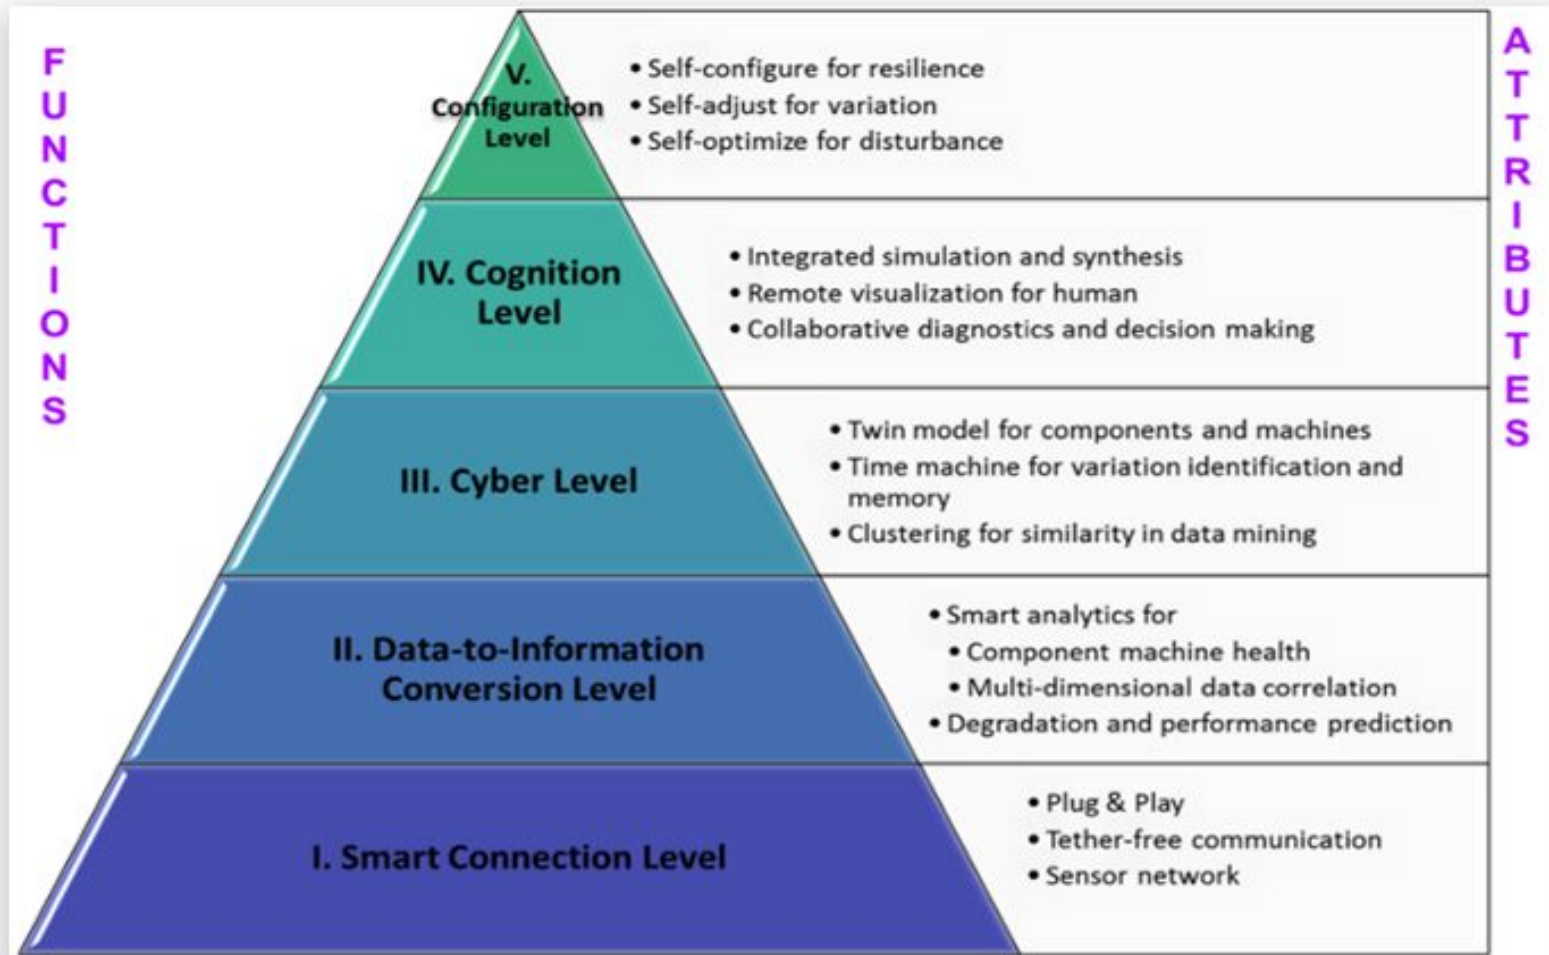 FUNCTIONS
V.
Configuration
Level
• Self-configure for resilience
• Self-adjust for variation
• Self-optimize for disturbance
IV. Cognition
Level
• Integrated simulation and synthesis
• Remote visualization for human
• Collaborative diagnostics and decision making
III. Cyber Level
• Twin model for components and machines
• Time machine for variation identification and
memory
• Clustering for similarity in data mining
II. Data-to-Information
Conversion Level
• Smart analytics for
• Component machine health
• Multi-dimensional data correlation
• Degradation and performance prediction
I. Smart Connection Level
• Plug & Play
• Tether-free communication
• Sensor network
ATTRIBUTES